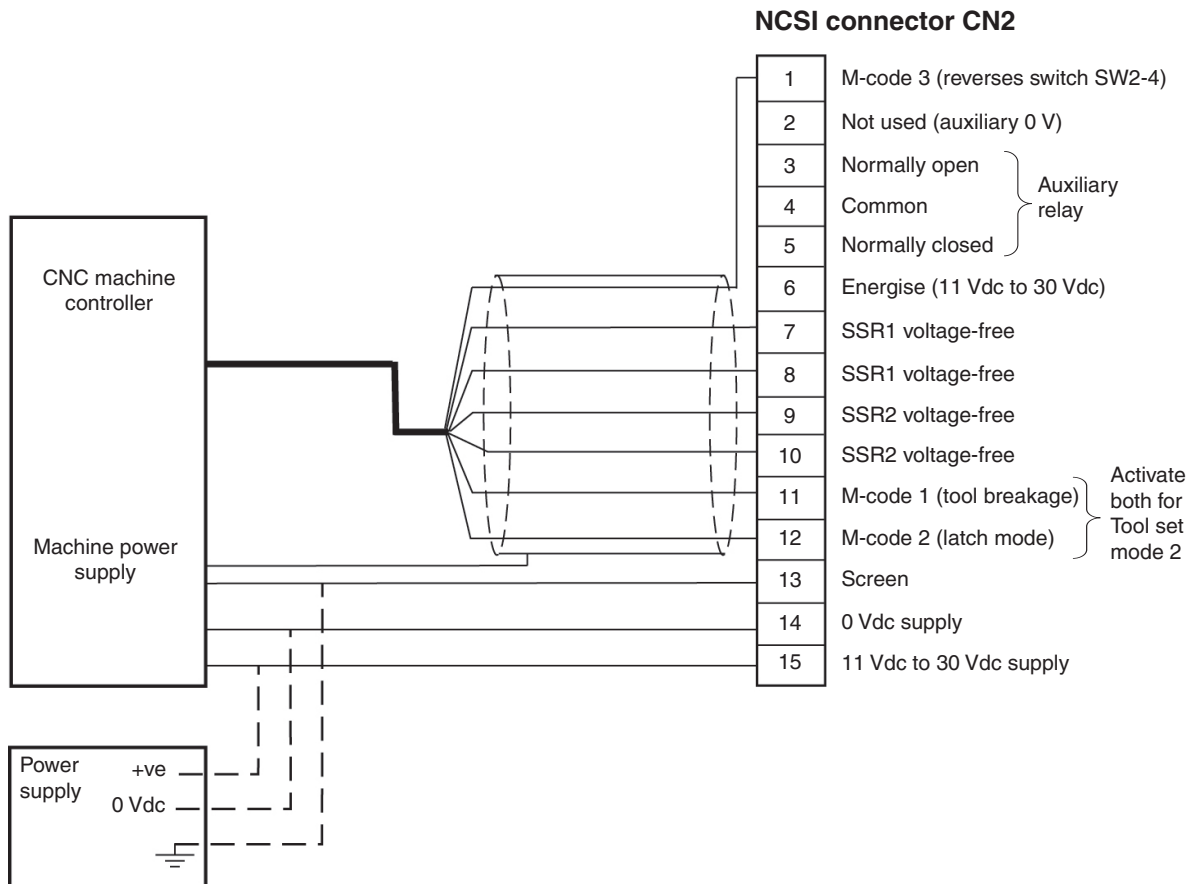 NCSI connector CN2
1 M-code 3 (reverses switch SW2-4)
2 Not used (auxiliary 0 V)
3 Normally open
4 Common
5 Normally closed
Auxiliary
relay
6 Energise (11 Vdc to 30 Vdc)
7 SSR1 voltage-free
8 SSR1 voltage-free
9 SSR2 voltage-free
10 SSR2 voltage-free
11 M-code 1 (tool breakage)
12 M-code 2 (latch mode)
Activate
both for
Tool set
mode 2
13 Screen
14 0 Vdc supply
15 11 Vdc to 30 Vdc supply
CNC machine
controller
Machine power
supply
Power
supply
+ve
0 Vdc